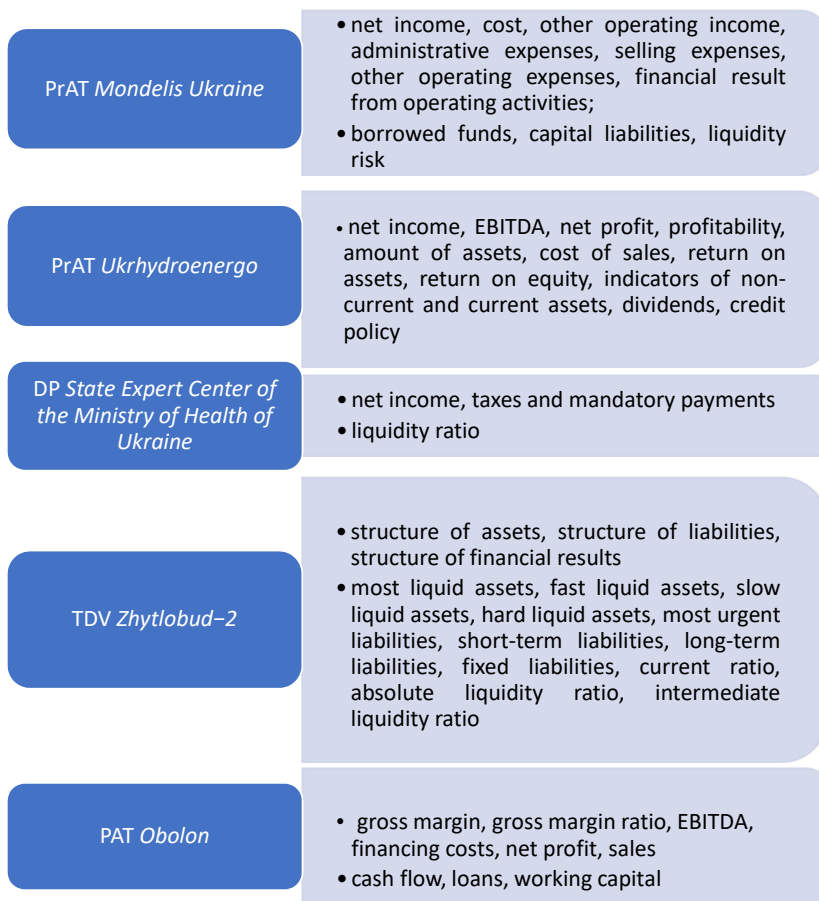 PrAT Mondelis Ukraine
• net income, cost, other operating income,
administrative expenses, selling expenses,
other operating expenses, financial result
from operating activities;
• borrowed funds, capital liabilities, liquidity
risk
PrAT Ukrhydroenergo
• net income, EBITDA, net profit, profitability,
amount of assets, cost of sales, return on
assets, return on equity, indicators of non-
current and current assets, dividends, credit
policy
DP State Expert Center of
the Ministry of Health of
Ukraine
• net income, taxes and mandatory payments
• liquidity ratio
TDV Zhytlobud−2
• structure of assets, structure of liabilities,
structure of financial results
• most liquid assets, fast liquid assets, slow
liquid assets, hard liquid assets, most urgent
liabilities, short-term liabilities, long-term
liabilities, fixed liabilities, current ratio,
absolute liquidity ratio, intermediate
liquidity ratio
PAT Obolon
• gross margin, gross margin ratio, EBITDA,
financing costs, net profit, sales
• cash flow, loans, working capital